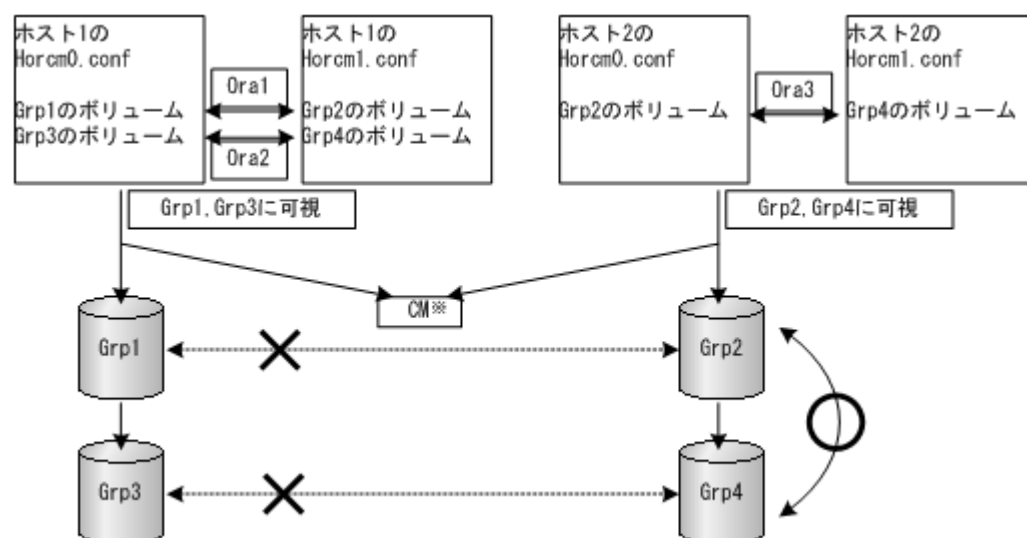 ホスト1の
Horcm0.conf
Grp1のボリューム
Grp3のボリューム
Ora1
Ora2
ホスト1の
Horcm1.conf
Grp2のボリューム
Grp4のボリューム
ホスト2の
Horcm0.conf
Grp2のボリューム
Ora3
ホスト2の
Horcm1.conf
Grp4のボリューム
Grp1,Grp3に可視
Grp2,Grp4に可視
CM※
Grp1
Grp2
Grp3
Grp4